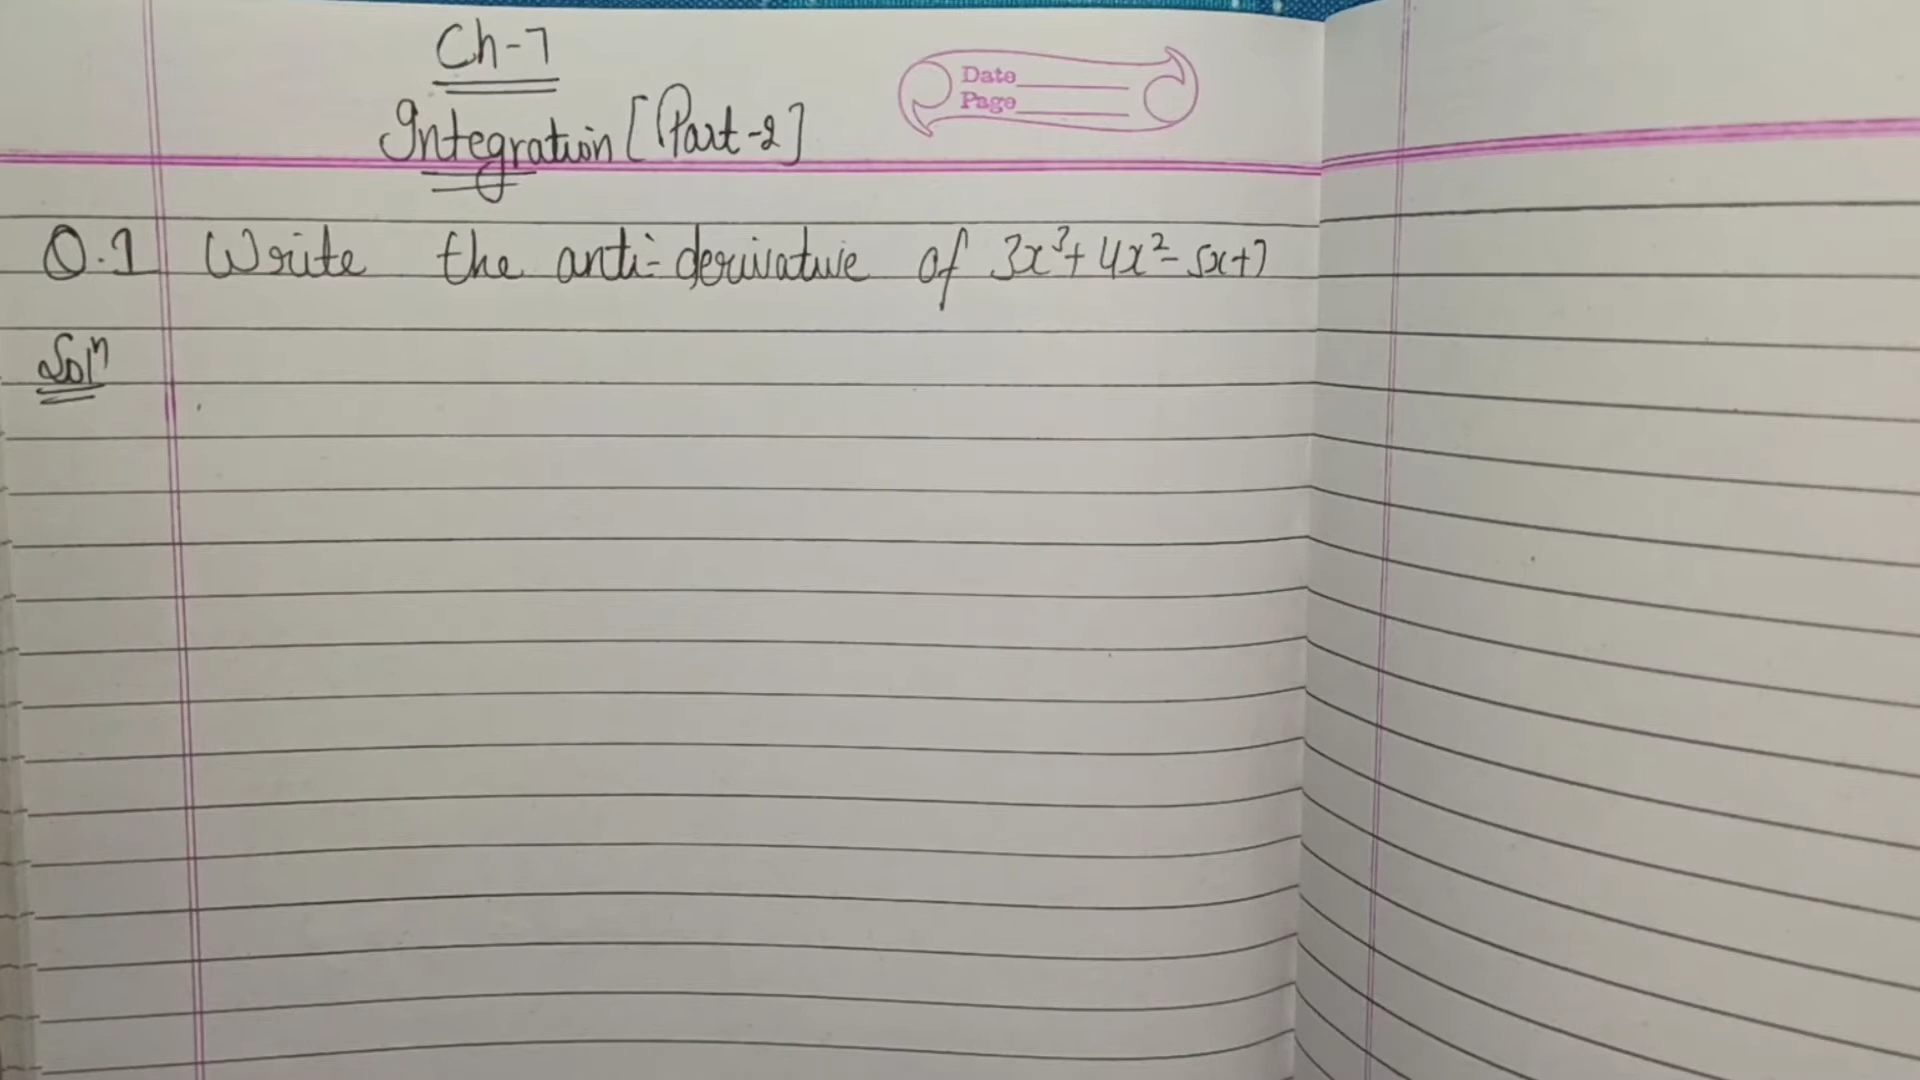 Ch-7
Date
Page
Integration [Part-2]
Q.1 Write the anti-derivative of 3x³+4x²-5x+7
Solⁿ